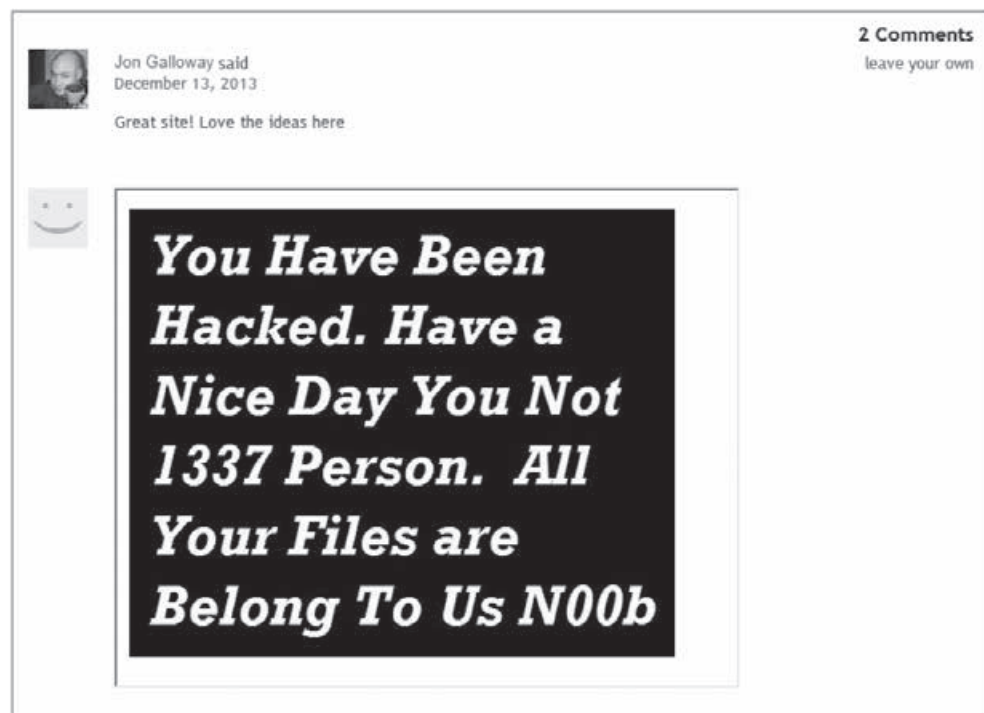 2 Comments
leave your own
Jon Galloway said
December 13, 2013
Great site! Love the ideas here
You Have Been
Hacked. Have a
Nice Day You Not
1337 Person.  All
Your Files are
Belong To Us N00b